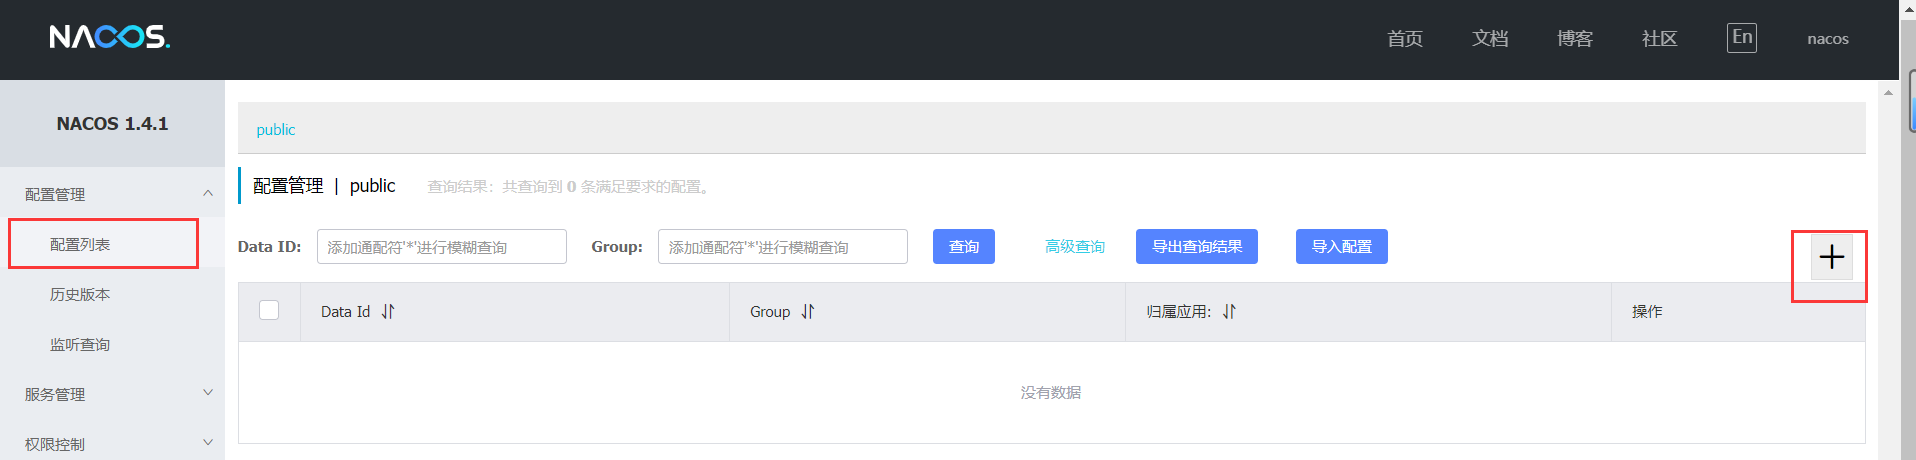 NACOS.
首页 文档 博客 社区 En nacos
NACOS 1.4.1
配置管理
配置列表
历史版本
监听查询
服务管理
权限控制
public
配置管理 | public 查询结果：共查询到 0 条满足要求的配置。
Data ID: 添加通配符'*'进行模糊查询 Group: 添加通配符'*'进行模糊查询 查询 高级查询 导出查询结果 导入配置
Data Id Group 归属应用: 操作
没有数据